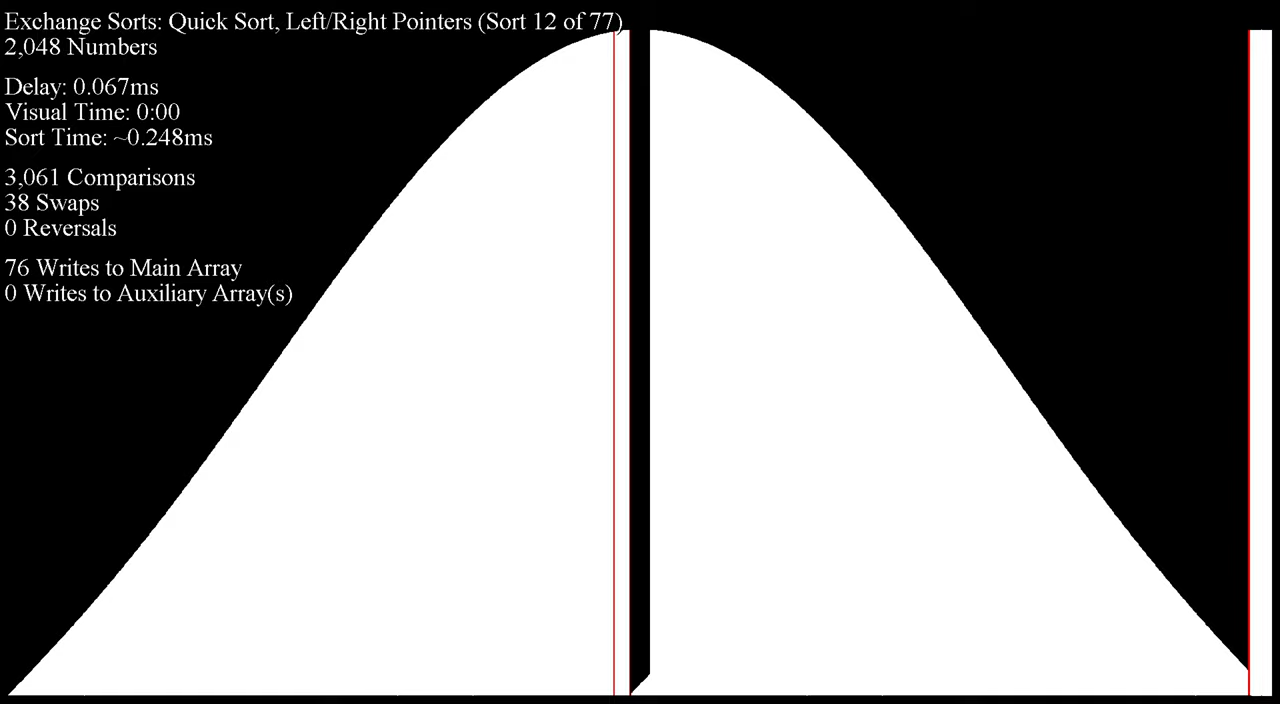 Exchange Sorts: Quick Sort, Left/Right Pointers (Sort 12 of 77)
2,048 Numbers
Delay: 0.067ms
Visual Time: 0:00
Sort Time: ~0.248ms
3,061 Comparisons
38 Swaps
0 Reversals
76 Writes to Main Array
0 Writes to Auxiliary Array(s)